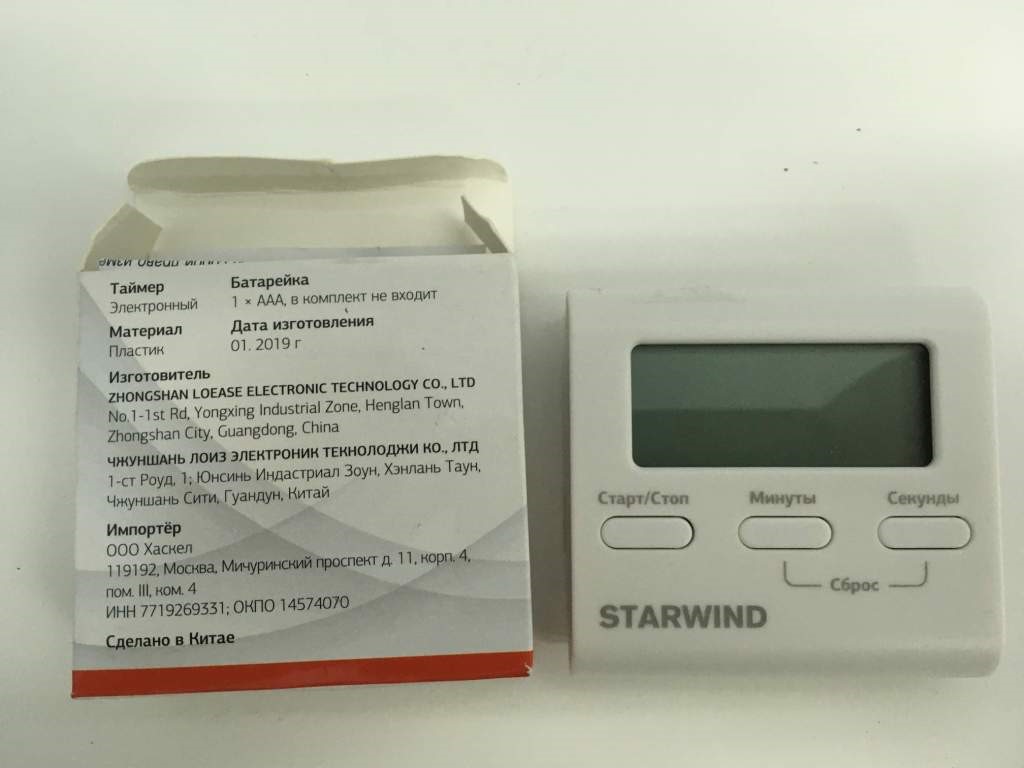 Таймер
Электронный
Батарейка
1 × ААА, в комплект не входит
Материал
Пластик
Дата изготовления
01. 2019 г
Изготовитель
ZHONGSHAN LOEASE ELECTRONIC TECHNOLOGY CO., LTD
No.1-1st Rd, Yongxing Industrial Zone, Henglan Town,
Zhongshan City, Guangdong, China
ЧЖУНШАНЬ ЛОИЗ ЭЛЕКТРОНИК ТЕКНОЛОДЖИ КО., ЛТД
1-ст Роуд, 1; Юнсинь Индастриал Зоун, Хэнлань Таун,
Чжуншань Сити, Гуандун, Китай
Импортёр
ООО Хаскел
119192, Москва, Мичуринский проспект д. 11, корп. 4,
пом. III, ком. 4
ИНН 7719269331; ОКПО 14574070
Сделано в Китае
Старт/Стоп
Минуты
Секунды
Сброс
STARWIND